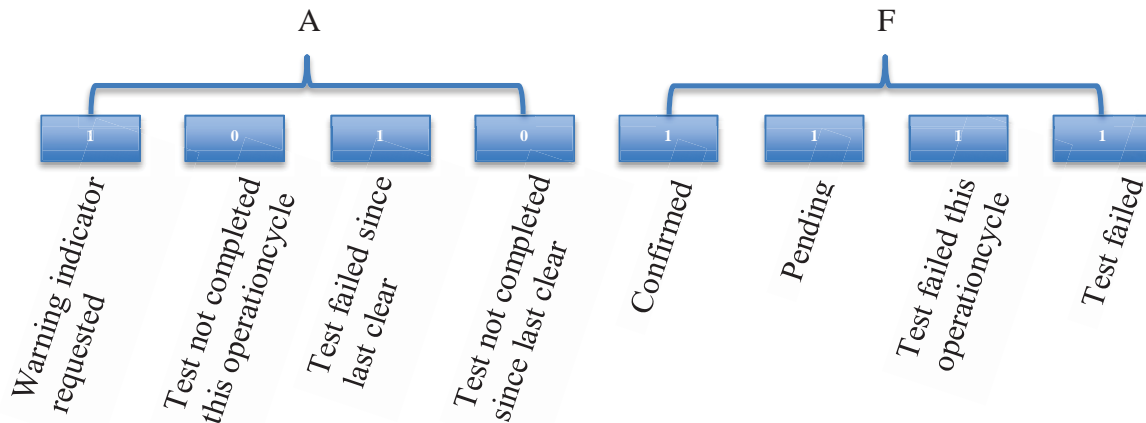 A
F
1
0
1
0
1
1
1
1
Warning indicator
requested
Test not completed
this operationcycle
Test failed since
last clear
Test not completed
since last clear
Confirmed
Pending
Test failed this
operationcycle
Test failed